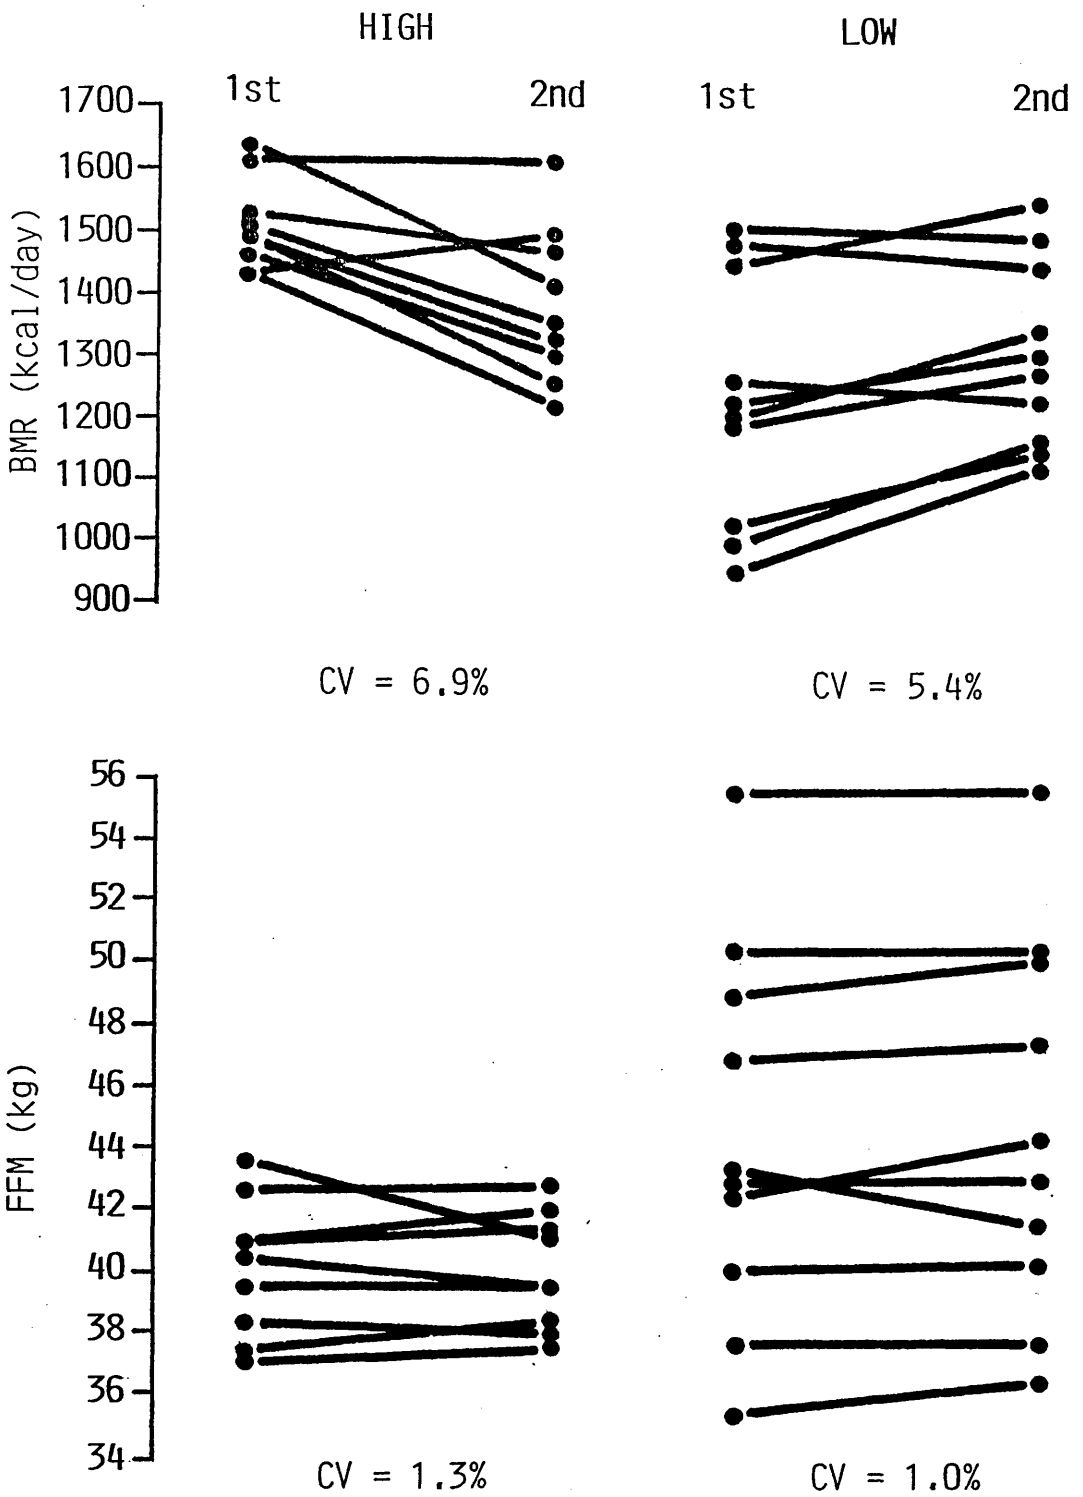 HIGH
LOW
1st
2nd
1st
2nd
1700
1600
1500
1400
1300
1200
1100
1000
900
BMR (kcal/day)
CV = 6.9%
CV = 5.4%
56
54
52
50
48
46
44
42
40
38
36
34
FFM (kg)
CV = 1.3%
CV = 1.0%